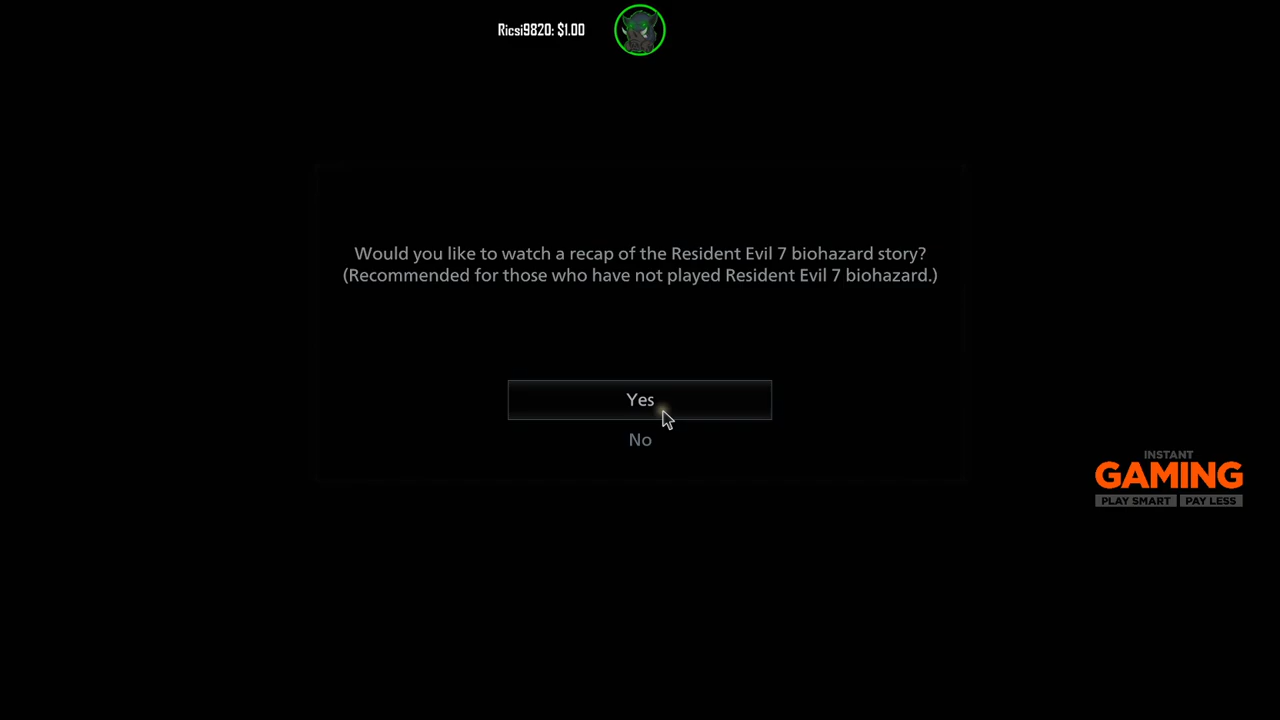 Ricsi9820: $1.00
Would you like to watch a recap of the Resident Evil 7 biohazard story?
(Recommended for those who have not played Resident Evil 7 biohazard.)
Yes
No
INSTANT
GAMING
PLAY SMART PAY LESS